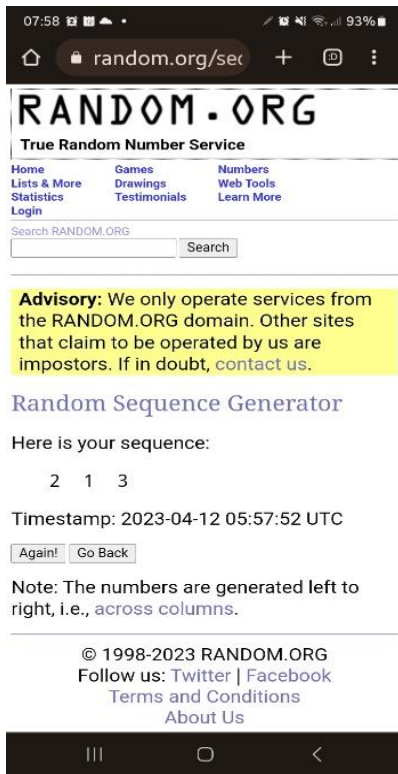 07:58 93%
random.org/sec
RANDOM.ORG
True Random Number Service
Home Games Numbers
Lists & More Drawings Web Tools
Statistics Testimonials Learn More
Login
Search RANDOM.ORG
Search
Advisory: We only operate services from
the RANDOM.ORG domain. Other sites
that claim to be operated by us are
impostors. If in doubt, contact us.
Random Sequence Generator
Here is your sequence:
2 1 3
Timestamp: 2023-04-12 05:57:52 UTC
Again! Go Back
Note: The numbers are generated left to
right, i.e., across columns.
© 1998-2023 RANDOM.ORG
Follow us: Twitter | Facebook
Terms and Conditions
About Us